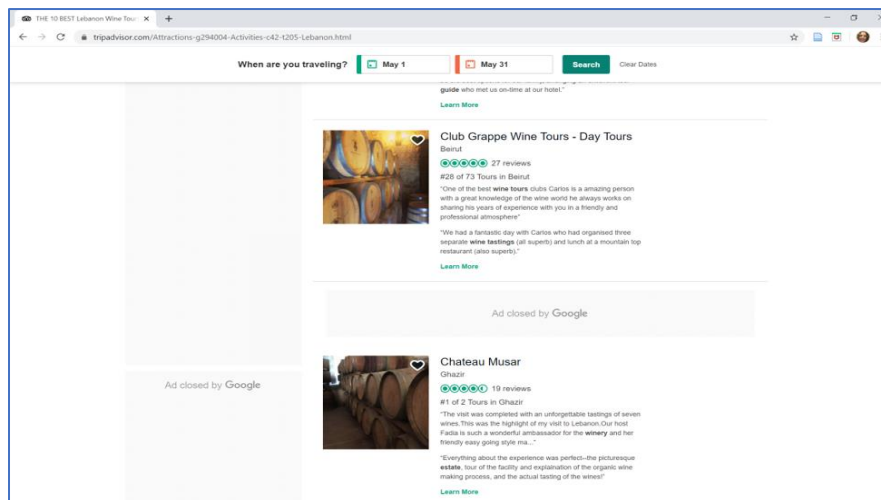 THE 10 BEST Lebanon Wine Tour
tripadvisor.com/Attractions-g294004-Activities-c42-t205-Lebanon.html
When are you traveling? May 1 May 31 Search Clear Dates
guide who met us on-time at our hotel."
Learn More
Club Grappe Wine Tours - Day Tours
Beirut
27 reviews
#28 of 73 Tours in Beirut
"One of the best wine tours clubs Carlos is a amazing person
with a great knowledge of the wine world he always works on
sharing his years of experience with you in a friendly and
professional atmosphere"
"We had a fantastic day with Carlos who had organised three
separate wine tastings (all superb) and lunch at a mountain top
restaurant (also superb)."
Learn More
Ad closed by Google
Ad closed by Google
Chateau Musar
Ghazir
19 reviews
#1 of 2 Tours in Ghazir
"The visit was completed with an unforgettable tastings of seven
wines.This was the highlight of my visit to Lebanon.Our host
Fadia is such a wonderful ambassador for the winery and her
friendly easy going style ma..."
"Everything about the experience was perfect--the picturesque
estate, tour of the facility and explaination of the organic wine
making process, and the actual tasting of the wines!"
Learn More